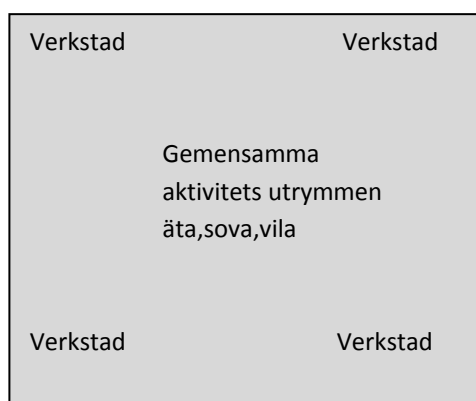 Verkstad Verkstad
Gemensamma
aktivitets utrymmen
äta,sova,vila
Verkstad Verkstad